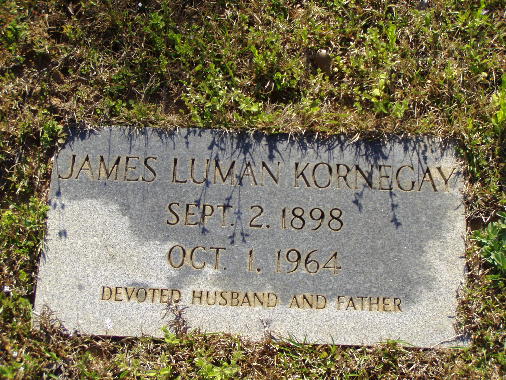 JAMES LUMAN KORNEGAY
SEPT. 2, 1898
OCT. 1, 1964
DEVOTED HUSBAND AND FATHER